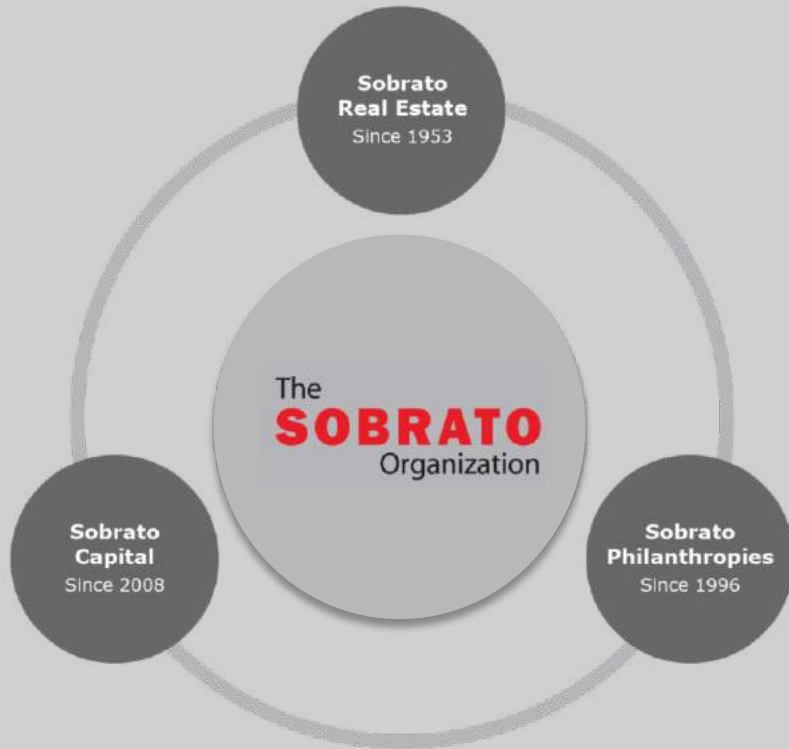 Sobrato
Real Estate
Since 1953
The
SOBRATO
Organization
Sobrato
Capital
Since 2008
Sobrato
Philanthropies
Since 1996